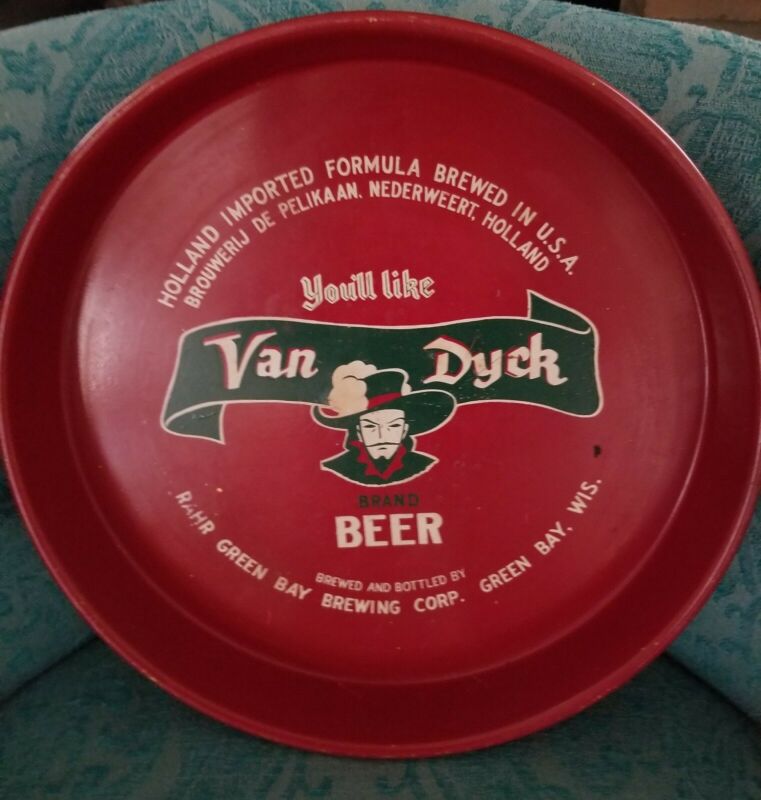 HOLLAND IMPORTED FORMULA BREWED IN U.S.A.
BROUWERIJ DE PELIKAAN, NEDERWEERT, HOLLAND
You'll like
Van Dyck
BRAND
BEER
BREWED AND BOTTLED BY
RAHR GREEN BAY BREWING CORP. GREEN BAY, WIS.